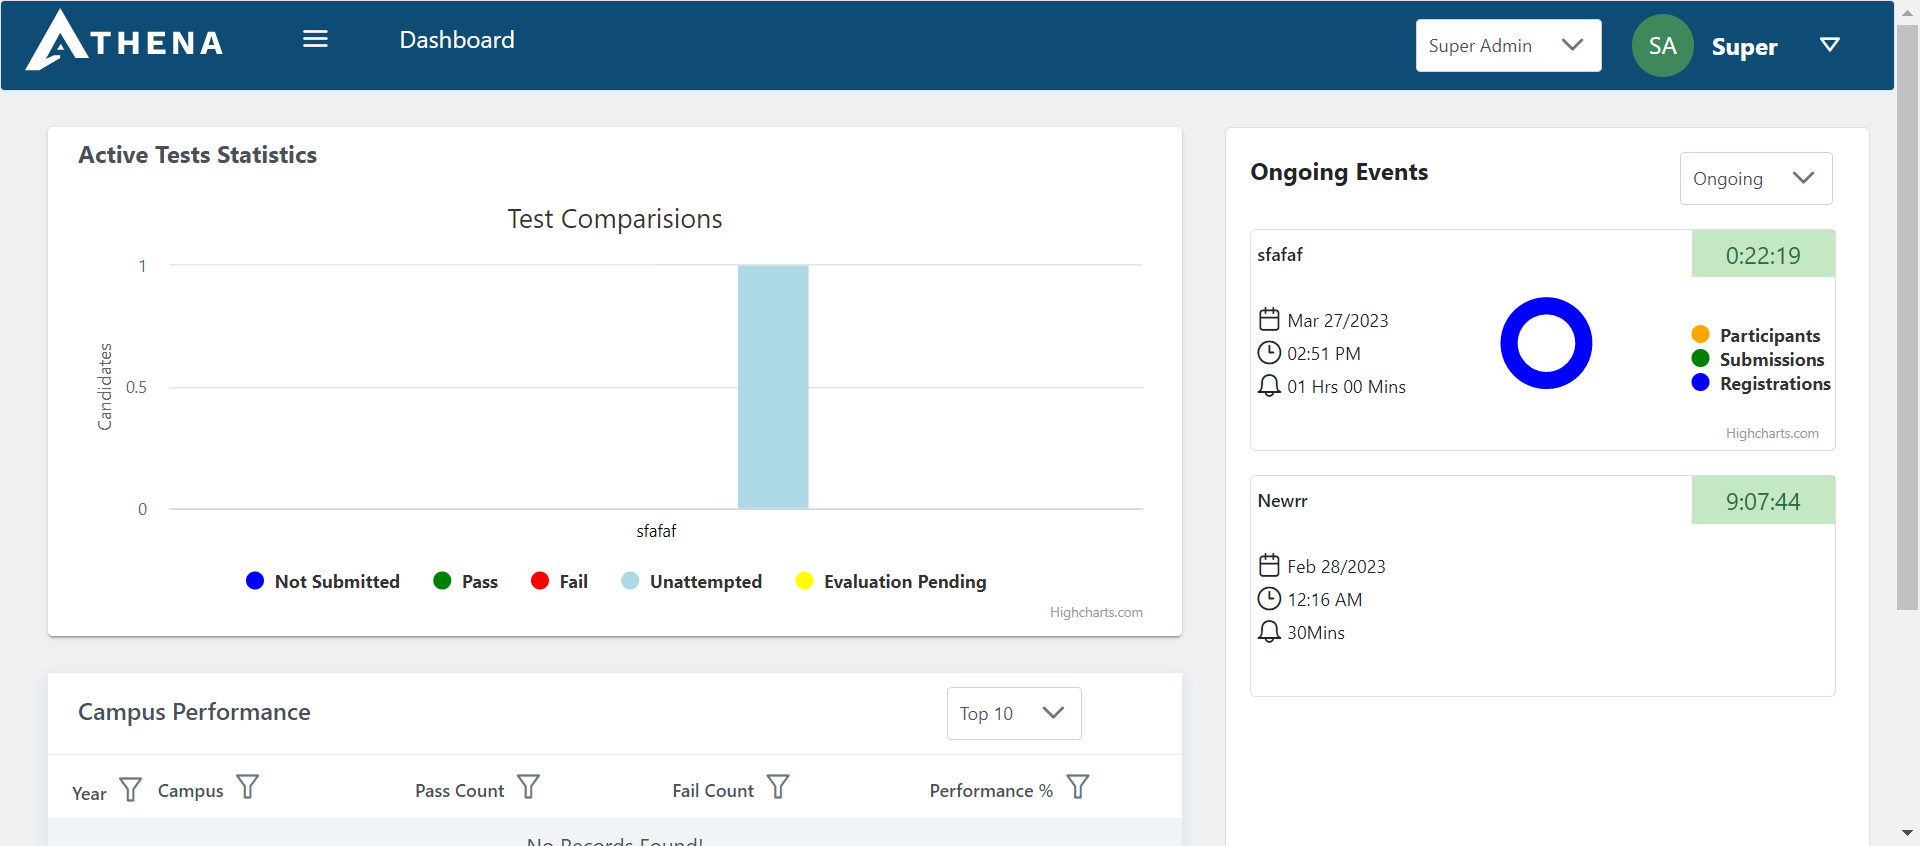 ATHENA
Dashboard
Super Admin
SA
Super
Active Tests Statistics
Test Comparisions
1
0.5
0
Candidates
sfafaf
Not Submitted
Pass
Fail
Unattempted
Evaluation Pending
Highcharts.com
Campus Performance
Top 10
Year
Campus
Pass Count
Fail Count
Performance %
No Records Found!
Ongoing Events
Ongoing
sfafaf
0:22:19
Mar 27/2023
02:51 PM
01 Hrs 00 Mins
Participants
Submissions
Registrations
Highcharts.com
Newrr
9:07:44
Feb 28/2023
12:16 AM
30Mins